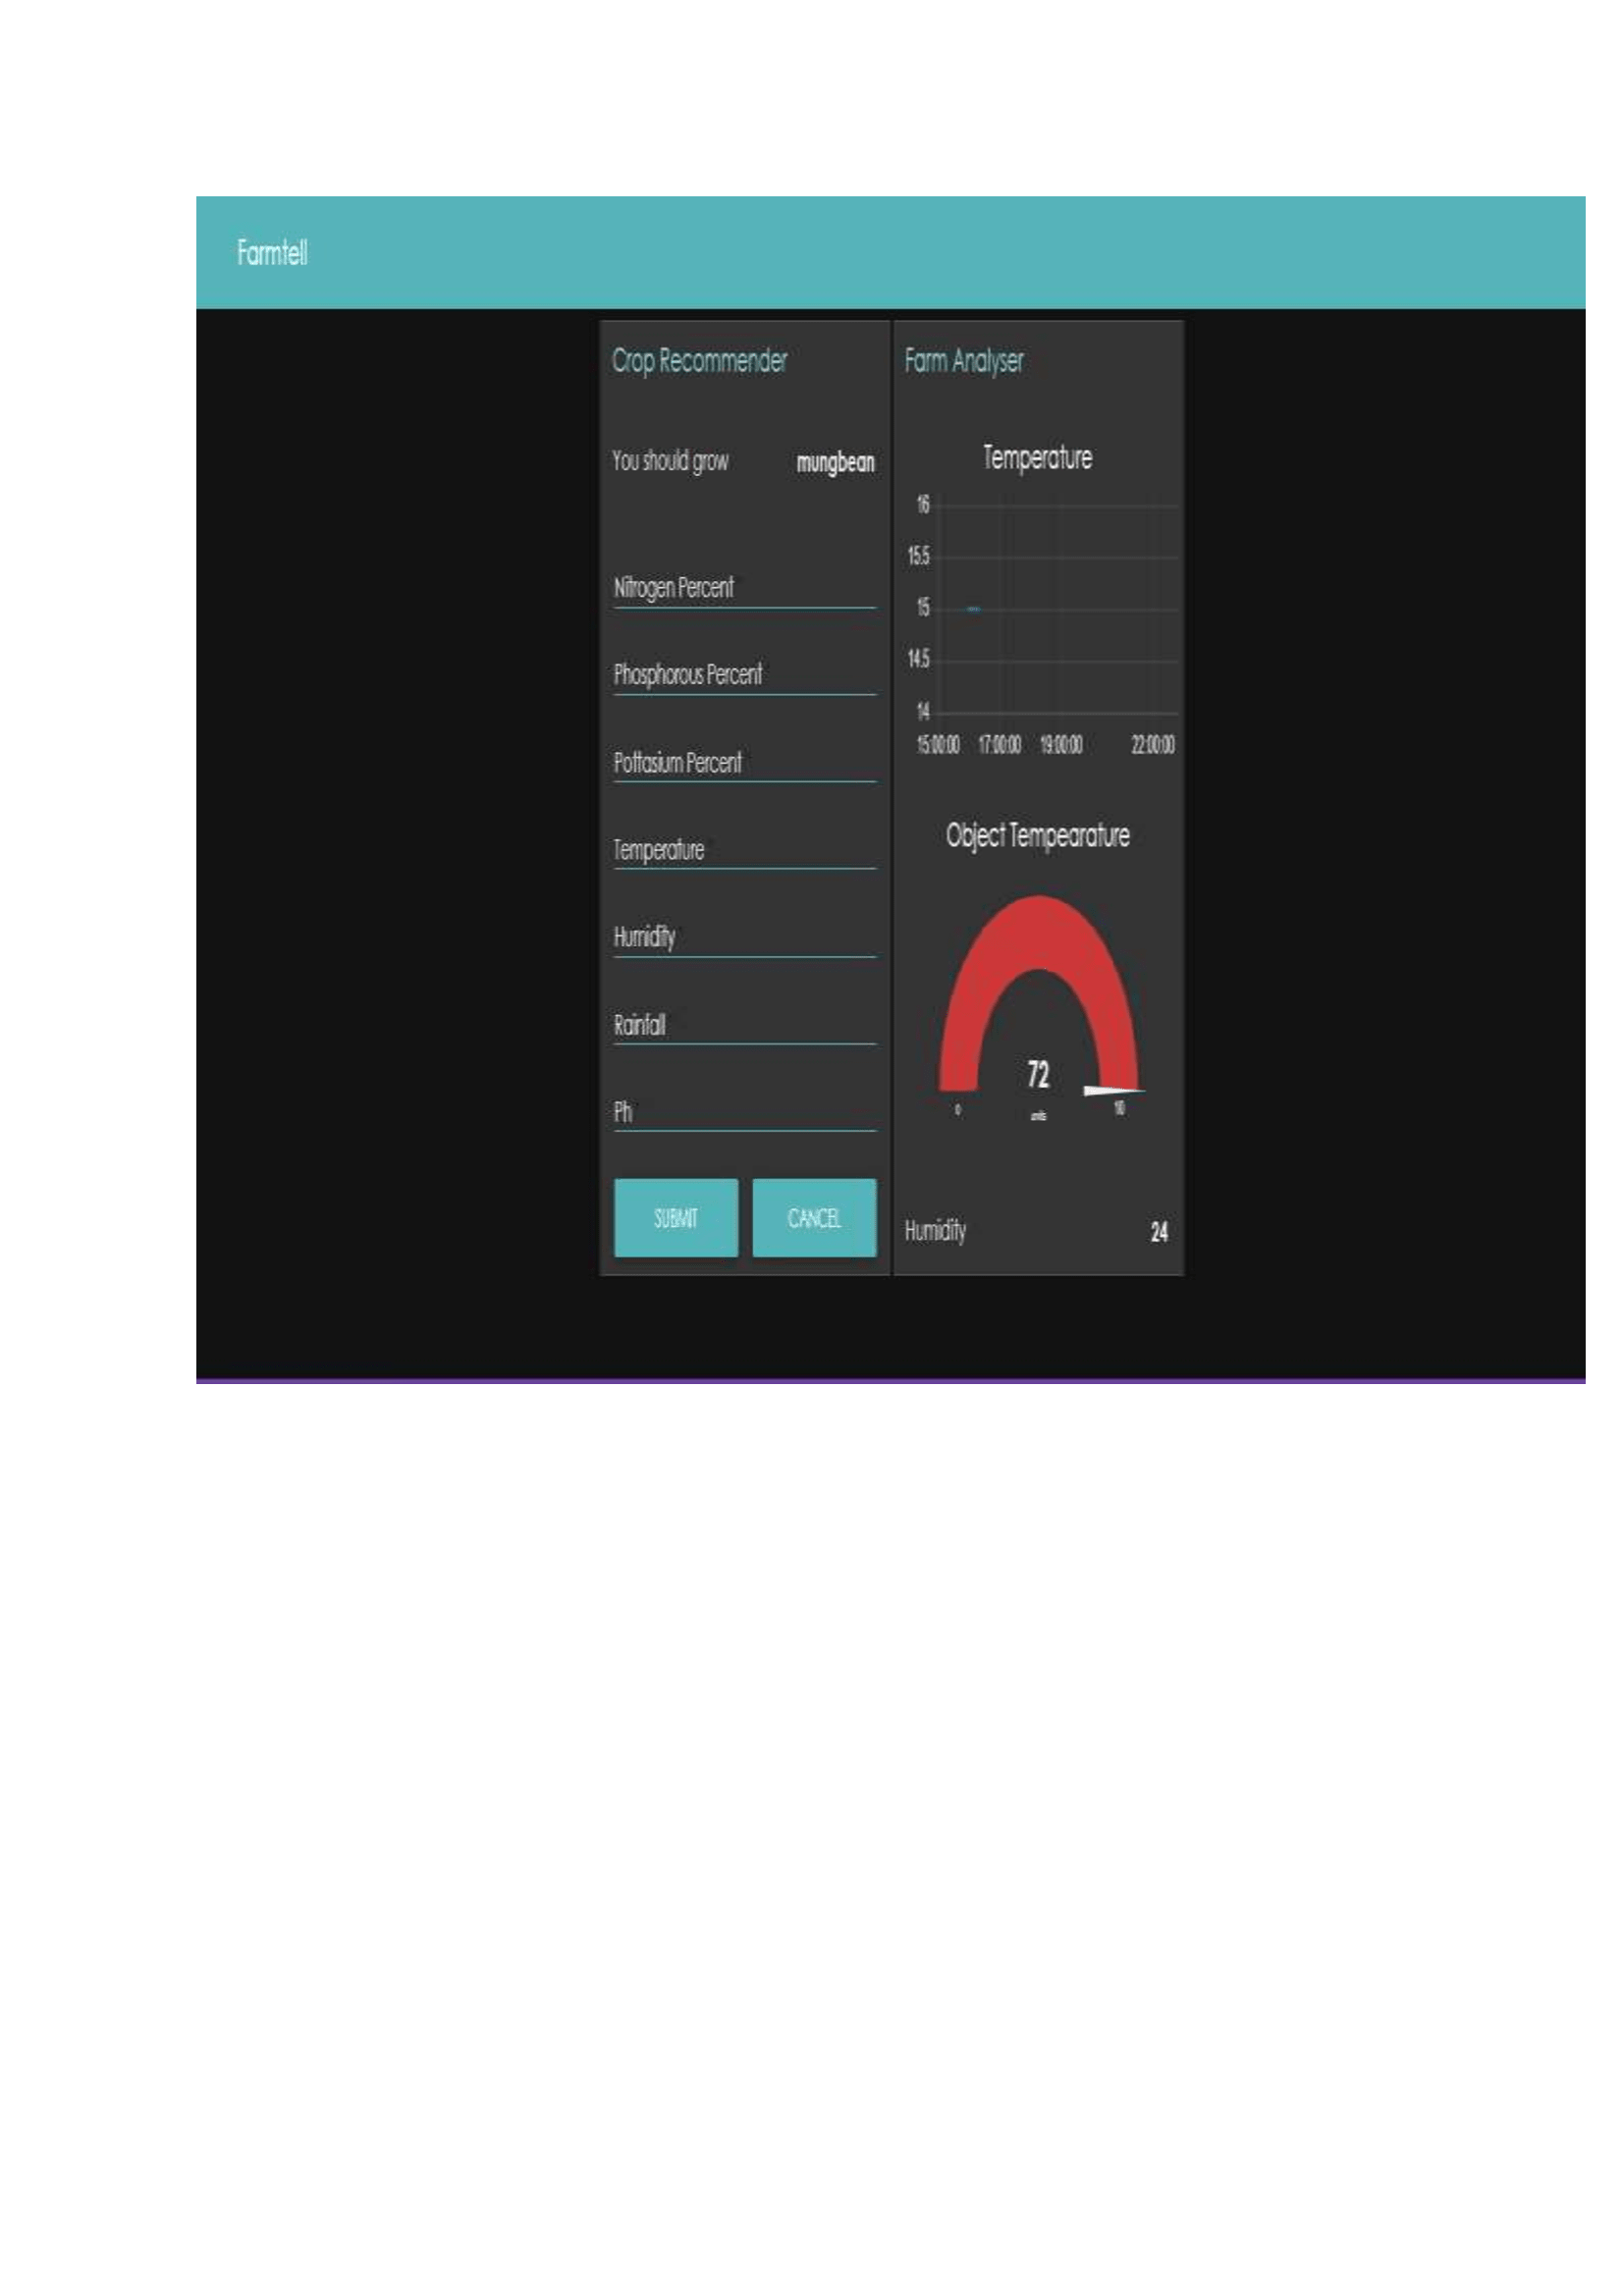 Farmtell
Crop Recommender
You should grow mungbean
Nitrogen Percent
Phosphorous Percent
Pottasium Percent
Temperature
Humidity
Rainfall
Ph
SUBMIT CANCEL
Farm Analyser
Temperature
16
15.5
15
14.5
14
15:00:00 17:00:00 19:00:00 22:00:00
Object Tempearature
72
0 units 10
Humidity 24